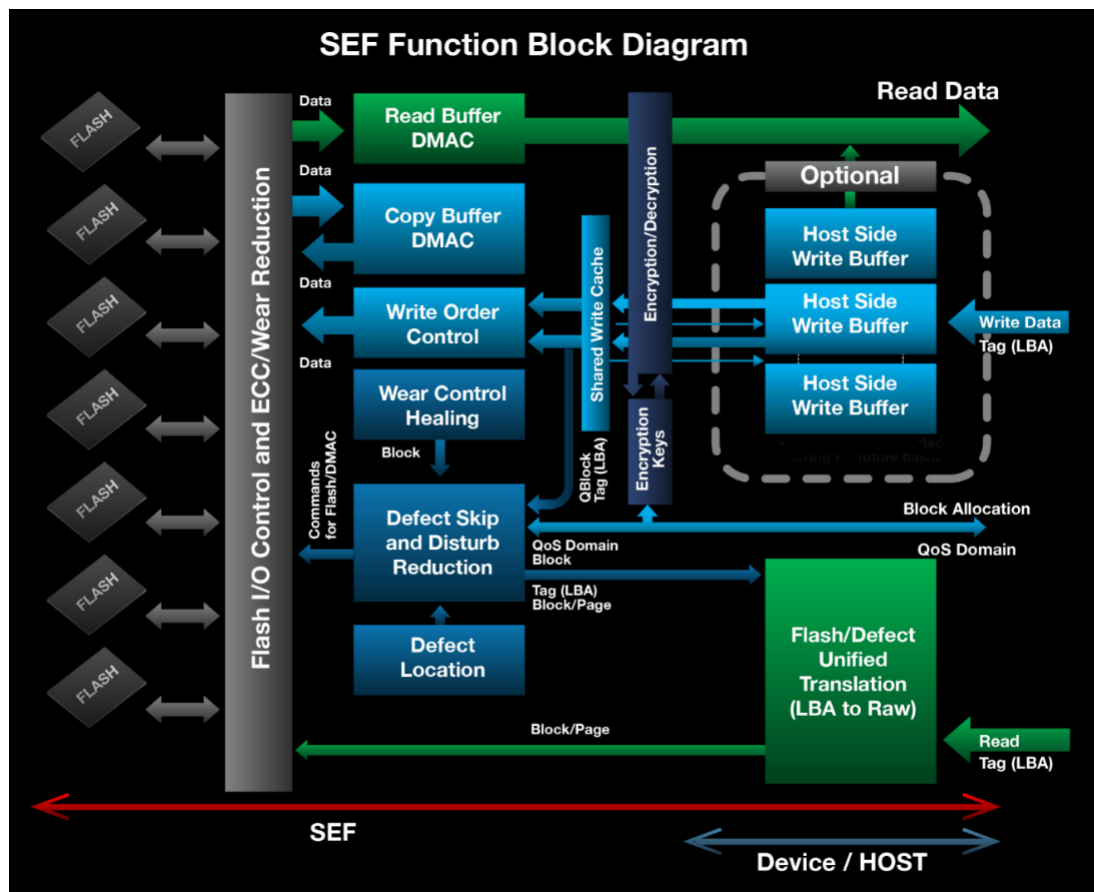 SEF Function Block Diagram
FLASH
FLASH
FLASH
FLASH
FLASH
FLASH
FLASH
Flash I/O Control and ECC/Wear Reduction
Data
Read Buffer
DMAC
Read Data
Data
Copy Buffer
DMAC
Data
Write Order
Control
Data
Wear Control
Healing
Block
Commands
for Flash/DMAC
Defect Skip
and Disturb
Reduction
Defect
Location
Shared Write Cache
QBlock
Tag (LBA)
Encryption/Decryption
Encryption
Keys
Optional
Host Side
Write Buffer
Host Side
Write Buffer
Host Side
Write Buffer
Write Data
Tag (LBA)
Block Allocation
QoS Domain
QoS Domain
Block
Tag (LBA)
Block/Page
Flash/Defect
Unified
Translation
(LBA to Raw)
Block/Page
Read
Tag (LBA)
SEF
Device / HOST